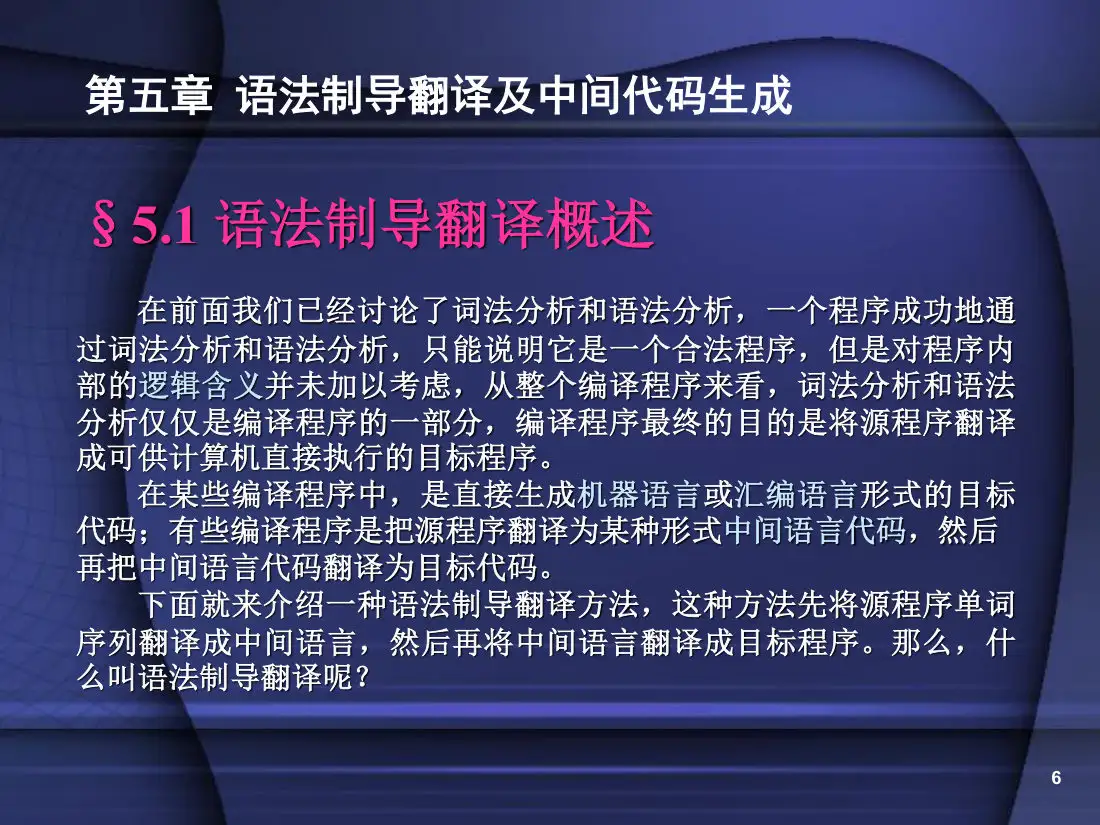 第五章 语法制导翻译及中间代码生成
§5.1 语法制导翻译概述
在前面我们已经讨论了词法分析和语法分析，一个程序成功地通
过词法分析和语法分析，只能说明它是一个合法程序，但是对程序内
部的逻辑含义并未加以考虑，从整个编译程序来看，词法分析和语法
分析仅仅是编译程序的一部分，编译程序最终的目的是将源程序翻译
成可供计算机直接执行的目标程序。
在某些编译程序中，是直接生成机器语言或汇编语言形式的目标
代码；有些编译程序是把源程序翻译为某种形式中间语言代码，然后
再把中间语言代码翻译为目标代码。
下面就来介绍一种语法制导翻译方法，这种方法先将源程序单词
序列翻译成中间语言，然后再将中间语言翻译成目标程序。那么，什
么叫语法制导翻译呢？
6